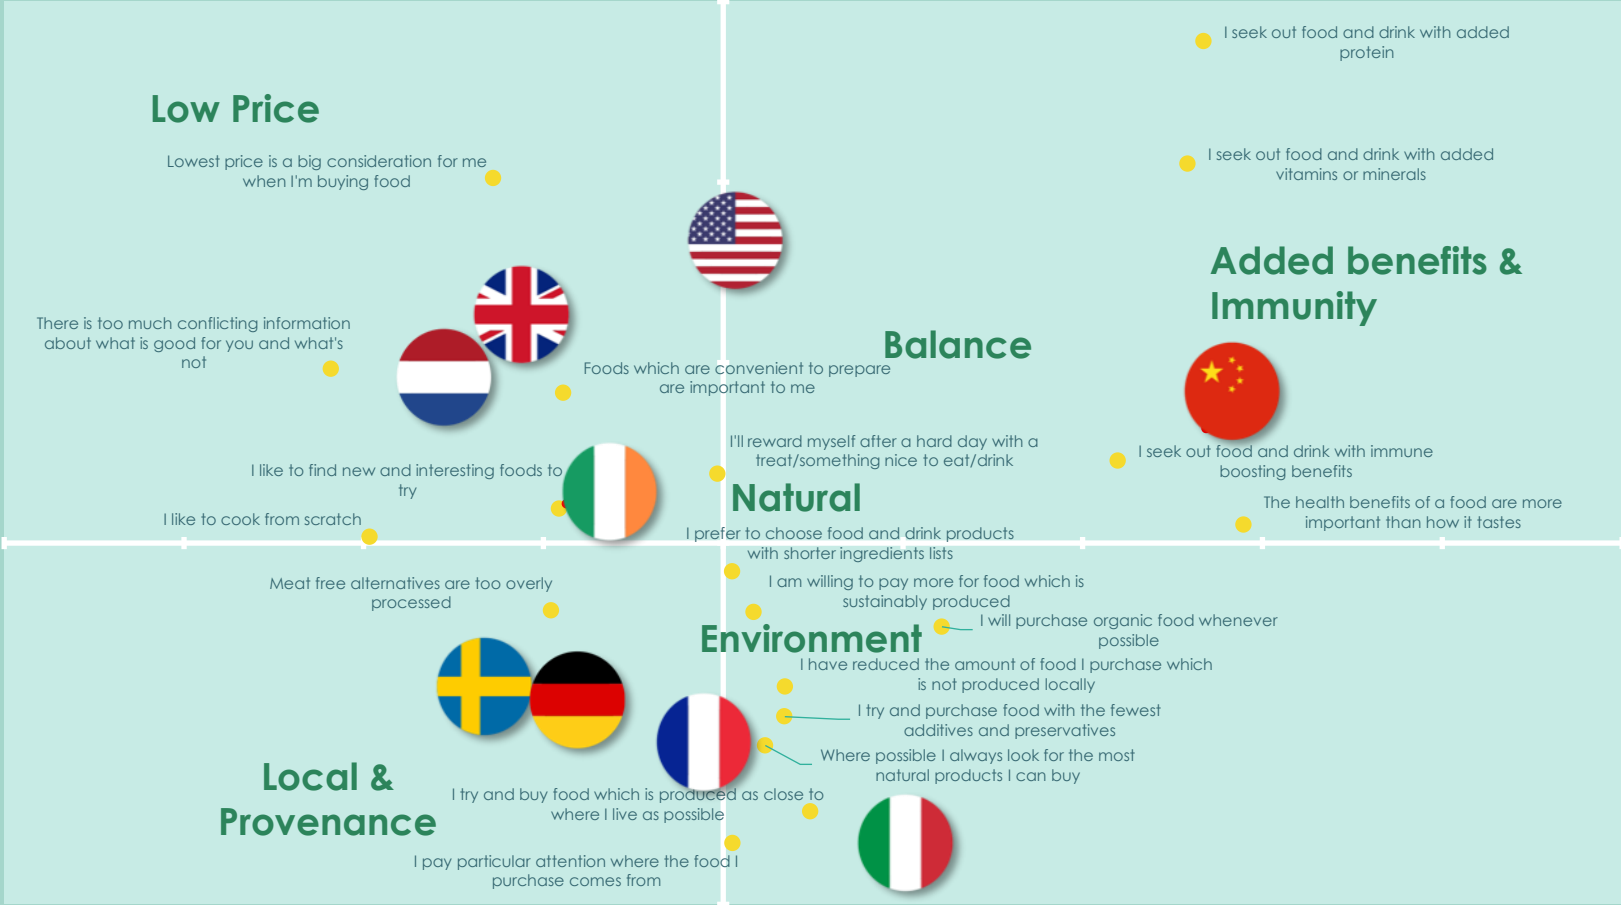 I seek out food and drink with added
protein
Low Price
Lowest price is a big consideration for me
when I'm buying food
I seek out food and drink with added
vitamins or minerals
Added benefits &
Immunity
There is too much conflicting information
about what is good for you and what's
not
Balance
Foods which are convenient to prepare
are important to me
I'll reward myself after a hard day with a
treat/something nice to eat/drink
I seek out food and drink with immune
boosting benefits
I like to find new and interesting foods to
try
Natural
The health benefits of a food are more
important than how it tastes
I like to cook from scratch
I prefer to choose food and drink products
with shorter ingredients lists
Meat free alternatives are too overly
processed
I am willing to pay more for food which is
sustainably produced
I will purchase organic food whenever
possible
Environment
I have reduced the amount of food I purchase which
is not produced locally
I try and purchase food with the fewest
additives and preservatives
Where possible I always look for the most
natural products I can buy
Local &
Provenance
I try and buy food which is produced as close to
where I live as possible
I pay particular attention where the food I
purchase comes from